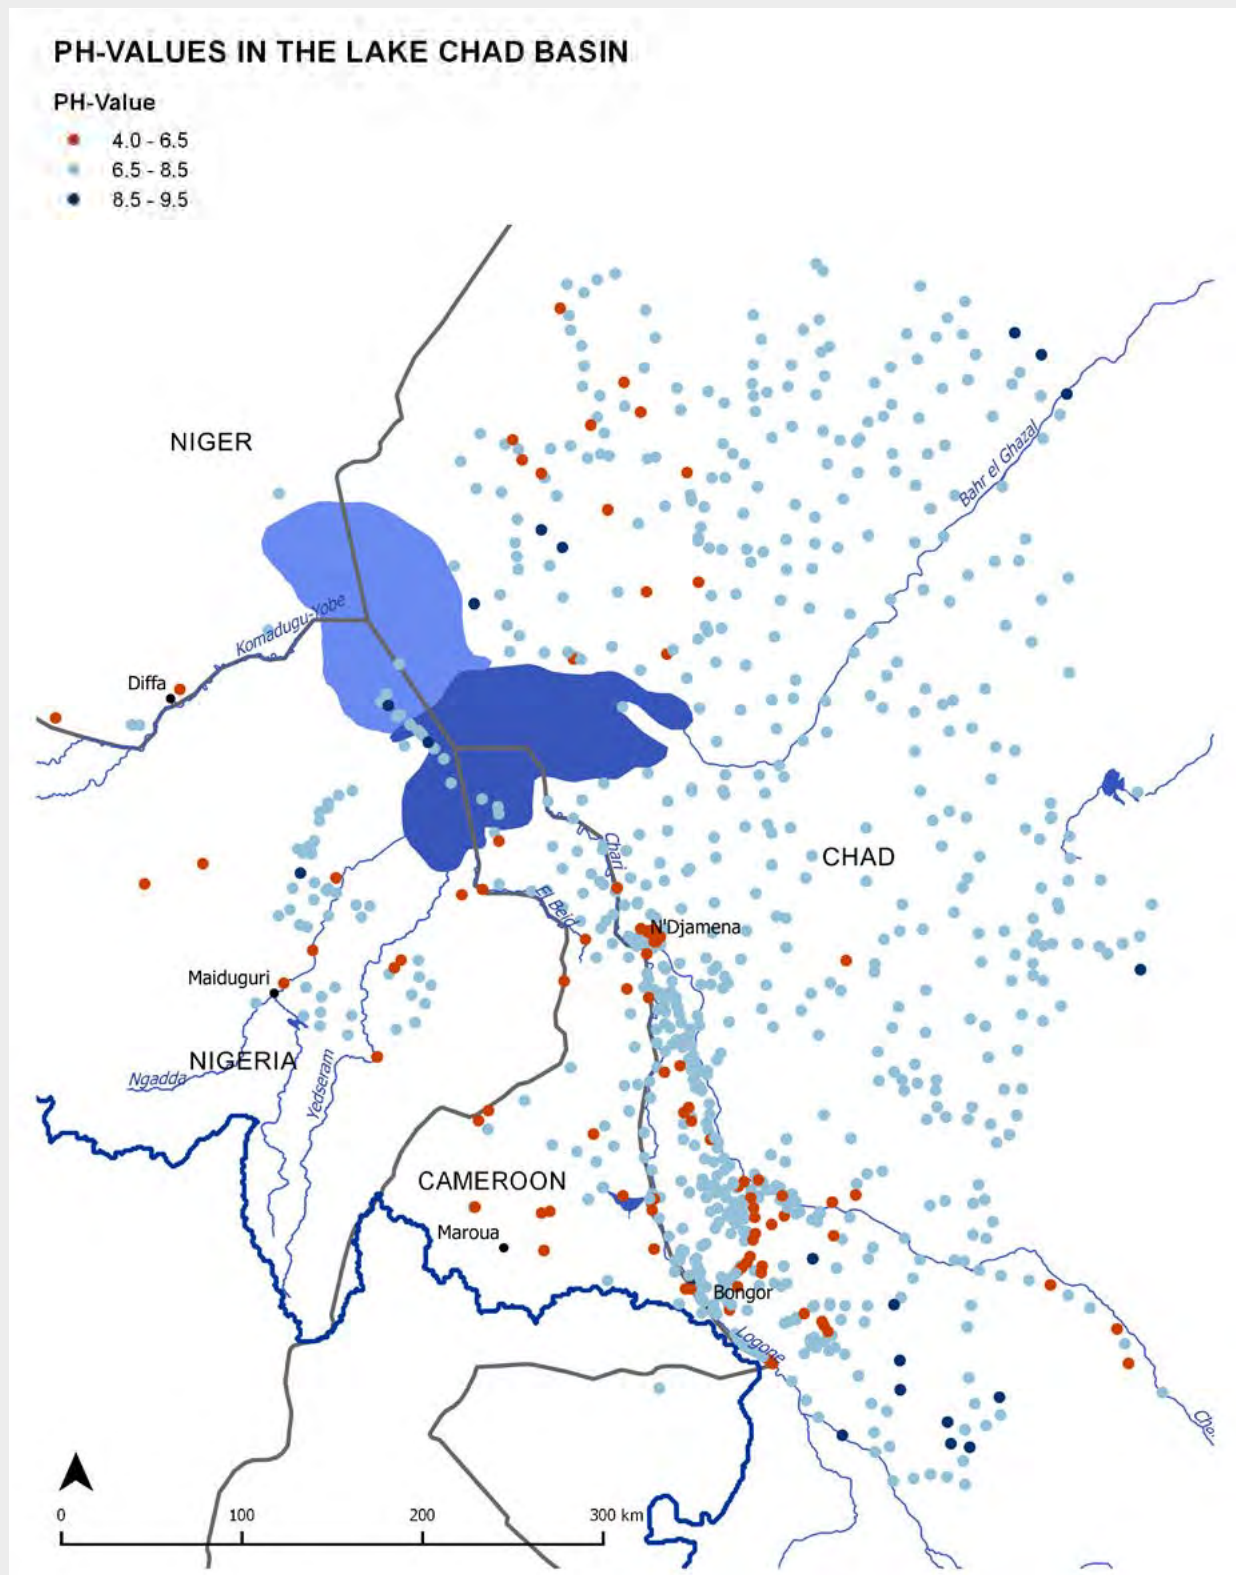 PH-VALUES IN THE LAKE CHAD BASIN
PH-Value
4.0 - 6.5
6.5 - 8.5
8.5 - 9.5
NIGER
Bahr el Ghazal
Komadugu-Yobe
Diffa
CHAD
Chari
El Beid
N'Djamena
Maiduguri
NIGERIA
Ngadda
Yedseram
CAMEROON
Maroua
Bongor
Logone
Che.
0 100 200 300 km